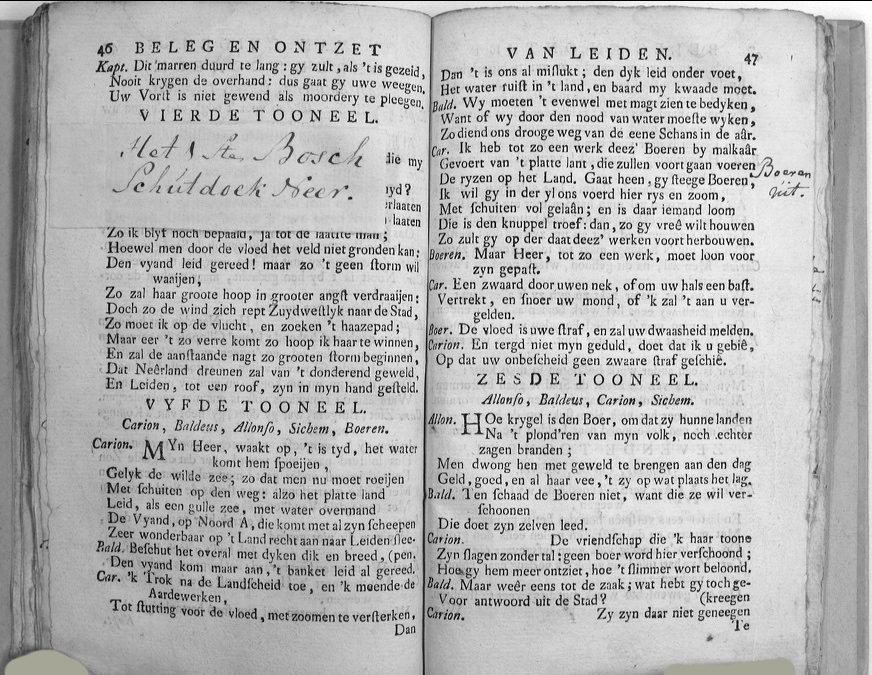 46 BELEG EN ONTZET
Kapt. Dit marren duurd te lang: gy zult, als 't is gezeid,
Nooit krygen de overhand: dus gaat gy uwe weegen.
Uw Vorst is niet gewend als moordery te pleegen.
VIERDE TOONEEL.
Het Bosch
Schutdoek Neer.
die my
yd?
rlaaten
laaten
Zo ik blyf noch bepaald, ja tot de laatste man;
Hoewel men door de vloed het veld niet gronden kan;
Den vyand leid gereed! maar zo 't geen storm wil
wanijen;
Zo zal haar groote hoop in grooter angst verdraaijen:
Doch zo de wind zich rept Zuydwestlyk naar de Stad,
Zo moet ik op de vlucht, en zoeken 't haazepad;
Maar eer 't zo verre komt zo hoop ik haar te winnen,
En zal de aanstaande nagt zo grooten storm beginnen,
Dat Neêrland dreunen zal van 't donderend geweld,
En Leiden, tot een roof, zyn in myn hand gesteld.
VYFDE TOONEEL.
Carion, Baldeus, Allonso, Sichem, Boeren.
Carion. MYn Heer, waakt op, 't is tyd, het water
komt hem spoeijen,
Gelyk de wilde zee; zo dat men nu moet roeijen
Met schuiten op den weg: alzo het platte land
Leid, als een gulle zee, met water overmand
De Vyand, op Noord A, die komt met al zyn scheepen
Zeer wonderbaar op 't Land recht aan naar Leiden slee-
Bald. Beschut het overal met dyken dik en breed, (pen.
Den vyand kom maar aan, 't banket leid al gereed.
Car. 'k Trok na de Landscheid toe, en 'k meende de
Aardewerken,
Tot stutting voor de vloed, met zoomen te versterken,
Dan
VAN LEIDEN. 47
Dan 't is ons al mislukt; den dyk leid onder voet,
Het water ruist in 't land, en baard my kwaade moet.
Bald. Wy moeten 't evenwel met magt zien te bedyken,
Want of wy door den nood van water moeste wyken,
Zo diend ons drooge weg van de eene Schans in de aâr.
Car. Ik heb tot zo een werk deez' Boeren by malkaâr
Gevoert van 't platte lant, die zullen voort gaan voeren
De ryzen op het Land. Gaat heen, gy steege Boeren,
Boeren
uit.
Ik wil gy in der yl ons voerd hier rys en zoom,
Met schuiten vol gelaân; en is daar iemand loom
Die is den knuppel troef: dan, zo gy vreê wilt houwen
Zo zult gy op der daat deez' werken voort herbouwen.
Boeren. Maar Heer, tot zo een werk, moet loon voor
zyn gepast.
Car. Een zwaard door uwen nek, of om uw hals een bast.
Vertrekt, en snoer uw mond, of 'k zal 't aan u ver-
gelden.
Boer. De vloed is uwe straf, en zal uw dwaasheid melden.
Carion. En tergd niet myn geduld, doet dat ik u gebiê,
Op dat uw onbescheid geen zwaare straf geschiê.
ZESDE TOONEEL.
Allonso, Baldeus, Carion, Sichem.
Allon. HOe krygel is den Boer, om dat zy hunne landen
Na 't plond'ren van myn volk, noch echter
zagen branden;
Men dwong hen met geweld te brengen aan den dag
Geld, goed, en al haar vee, 't zy op wat plaats het lag.
Bald. Ten schaad de Boeren niet, want die ze wil ver-
schoonen
Die doet zyn zelven leed.
Carion. De vriendschap die 'k haar toone
Zyn slagen zonder tal: geen boer word hier verschoond;
Hoe gy hem meer ontziet, hoe 't slimmer wort beloond.
Bald. Maar weêr eens tot de zaak; wat hebt gy toch ge-
Voor antwoord uit de Stad? (kreegen
Carion. Zy zyn daar niet geneegen
Te